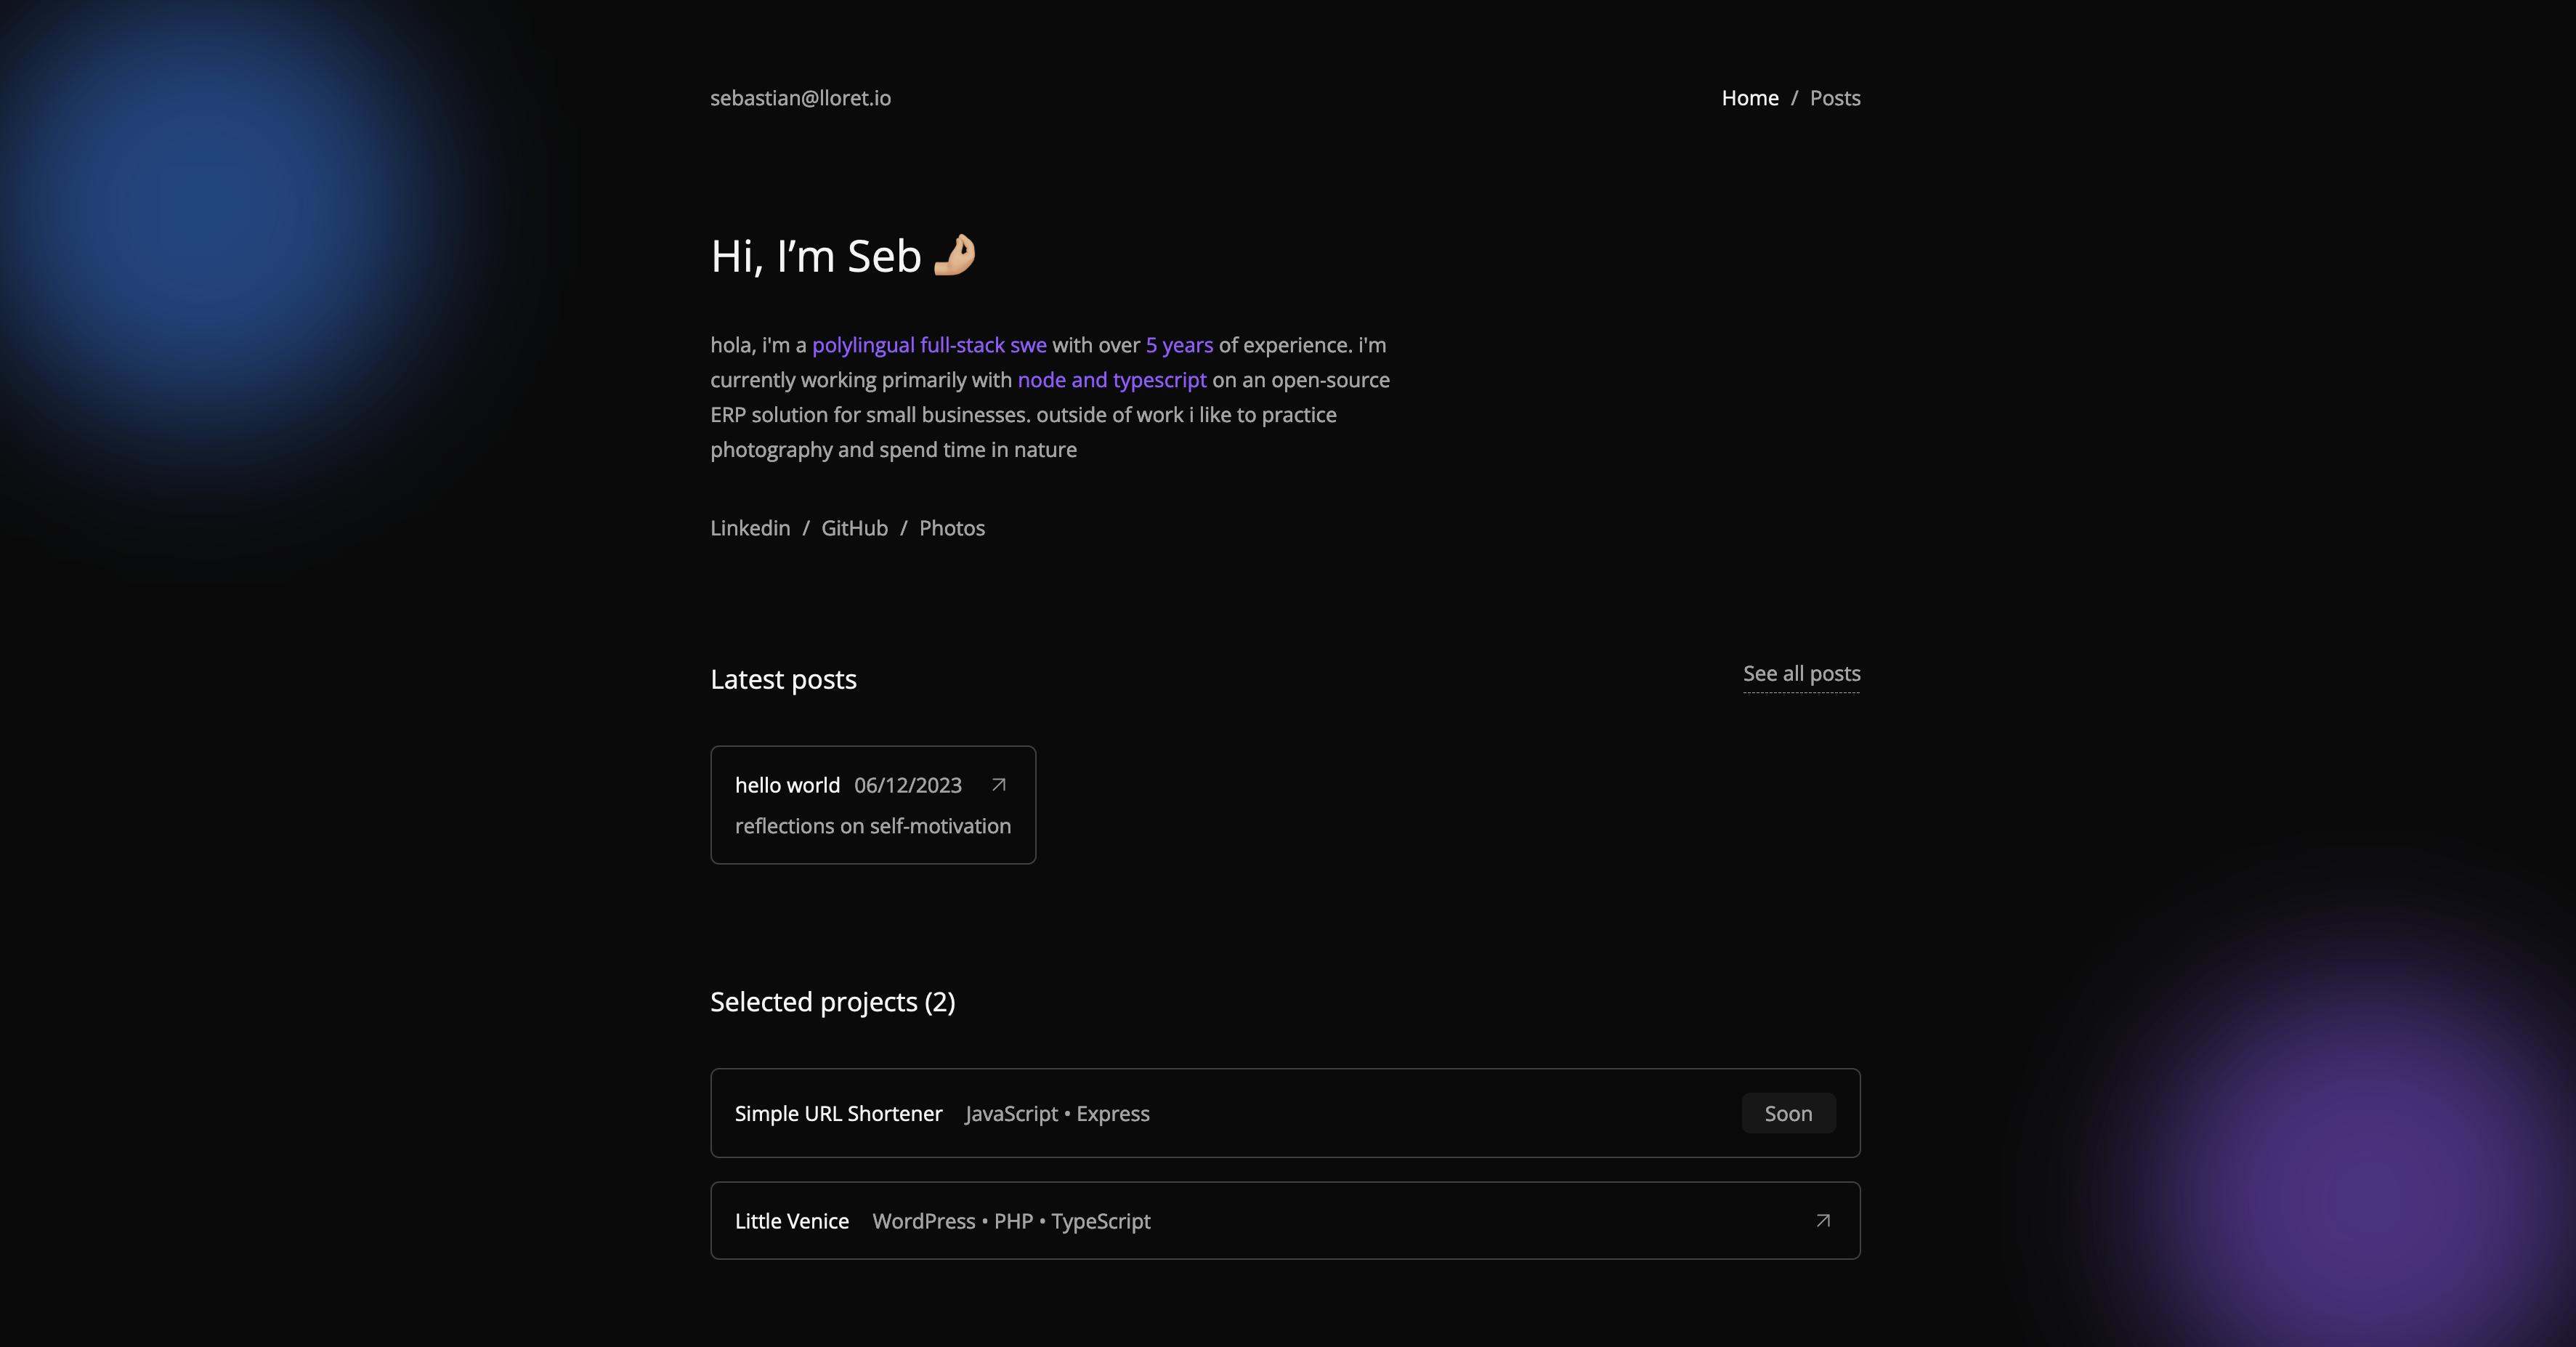 sebastian@lloret.io
Home / Posts
Hi, I’m Seb 🤌🏼
hola, i'm a polylingual full-stack swe with over 5 years of experience. i'm
currently working primarily with node and typescript on an open-source
ERP solution for small businesses. outside of work i like to practice
photography and spend time in nature
Linkedin / GitHub / Photos
Latest posts
See all posts
hello world 06/12/2023
reflections on self-motivation
Selected projects (2)
Simple URL Shortener JavaScript • Express
Soon
Little Venice WordPress • PHP • TypeScript